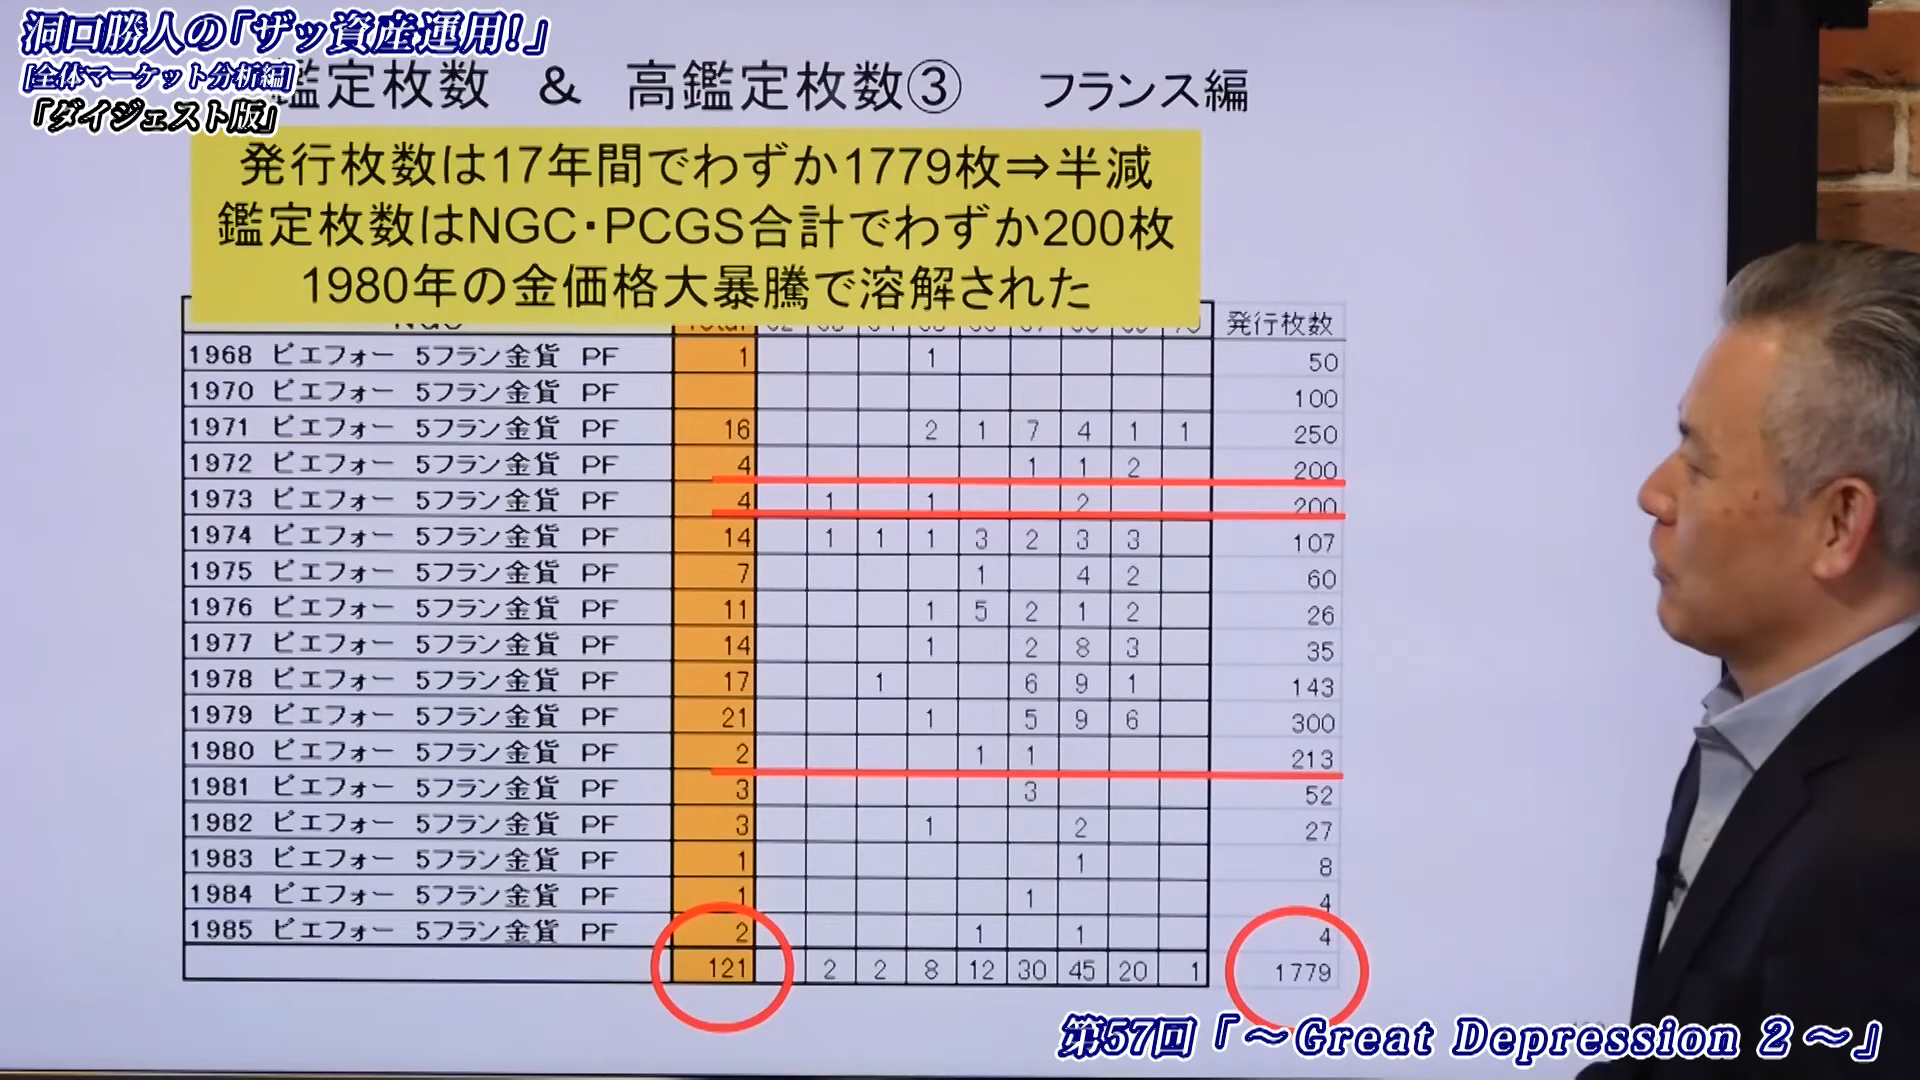 洞口勝人の「ザッ資産運用!」
[全体マーケット分析編]
「ダイジェスト版」
鑑定枚数 & 高鑑定枚数③ フランス編
発行枚数は17年間でわずか1779枚⇒半減
鑑定枚数はNGC・PCGS合計でわずか200枚
1980年の金価格大暴騰で溶解された
発行枚数
1968 ピエフォー 5フラン金貨 PF 1 1 50
1970 ピエフォー 5フラン金貨 PF 100
1971 ピエフォー 5フラン金貨 PF 16 2 1 7 4 1 1 250
1972 ピエフォー 5フラン金貨 PF 4 1 1 2 200
1973 ピエフォー 5フラン金貨 PF 4 1 1 2 200
1974 ピエフォー 5フラン金貨 PF 14 1 1 1 3 2 3 3 107
1975 ピエフォー 5フラン金貨 PF 7 1 4 2 60
1976 ピエフォー 5フラン金貨 PF 11 1 5 2 1 2 26
1977 ピエフォー 5フラン金貨 PF 14 1 2 8 3 35
1978 ピエフォー 5フラン金貨 PF 17 1 6 9 1 143
1979 ピエフォー 5フラン金貨 PF 21 1 5 9 6 300
1980 ピエフォー 5フラン金貨 PF 2 1 1 213
1981 ピエフォー 5フラン金貨 PF 3 3 52
1982 ピエフォー 5フラン金貨 PF 3 1 2 27
1983 ピエフォー 5フラン金貨 PF 1 1 8
1984 ピエフォー 5フラン金貨 PF 1 1 4
1985 ピエフォー 5フラン金貨 PF 2 1 1 4
121 2 2 8 12 30 45 20 1 1779
第57回「～Great Depression 2～」